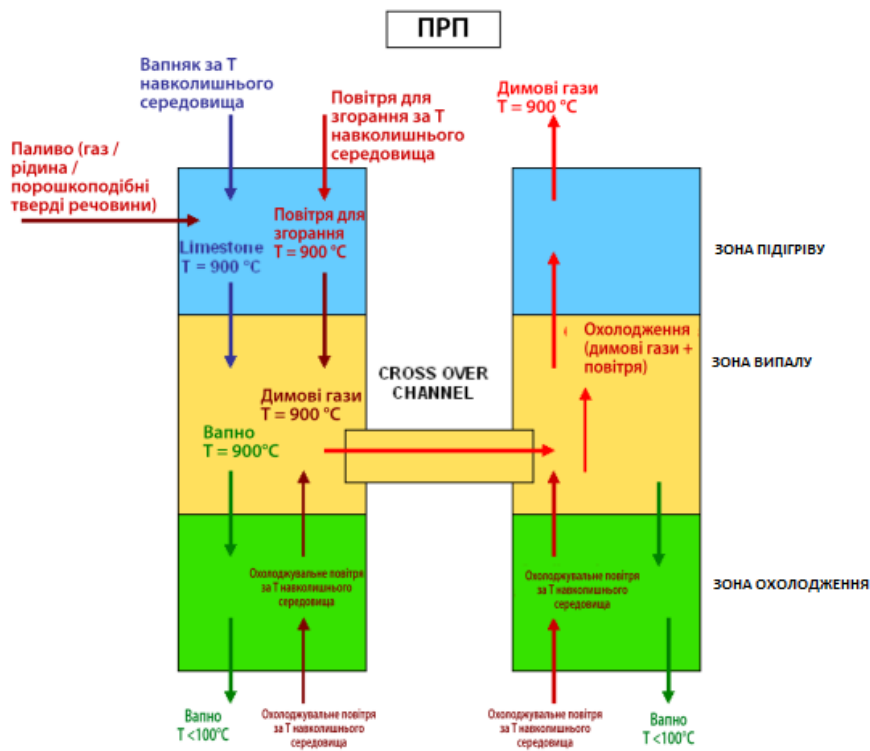 ПРП
Вапняк за Т
навколишнього
середовища
Повітря для
згорання за Т
навколишнього
середовища
Димові гази
T = 900 °C
Паливо (газ /
рідина /
порошкоподібні
тверді речовини)
Limestone
T = 900 °C
Повітря для
згорання
T = 900 °C
ЗОНА ПІДІГРІВУ
Охолодження
(димові гази +
повітря)
ЗОНА ВИПАЛУ
CROSS OVER
CHANNEL
Димові гази
T = 900 °C
Вапно
T = 900°C
Охолоджувальне повітря
за Т навколишнього
середовища
Охолоджувальне повітря
за Т навколишнього
середовища
ЗОНА ОХОЛОДЖЕННЯ
Вапно
T <100°C
Охолоджувальне повітря
за Т навколишнього
середовища
Охолоджувальне повітря
за Т навколишнього
середовища
Вапно
T <100°C